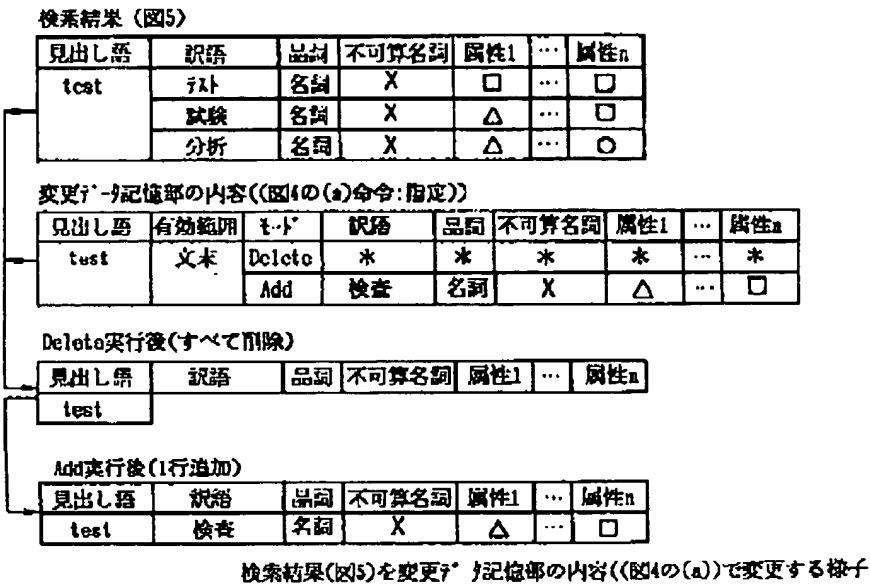 検索結果(図5)
見出し語 訳語 品詞 不可算名詞 属性1 … 属性n
test テスト 名詞 X □ … □
試験 名詞 X △ … □
分析 名詞 X △ … ○
変更データ記憶部の内容((図4の(a)命令:指定))
見出し語 有効範囲 モード 訳語 品詞 不可算名詞 属性1 … 属性n
test 文末 Delete * * * * … *
Add 検査 名詞 X △ … □
Delete実行後(すべて削除)
見出し語 訳語 品詞 不可算名詞 属性1 … 属性n
test
Add実行後(1行追加)
見出し語 訳語 品詞 不可算名詞 属性1 … 属性n
test 検査 名詞 X △ … □
検索結果(図5)を変更データ記憶部の内容((図4の(a))で変更する様子